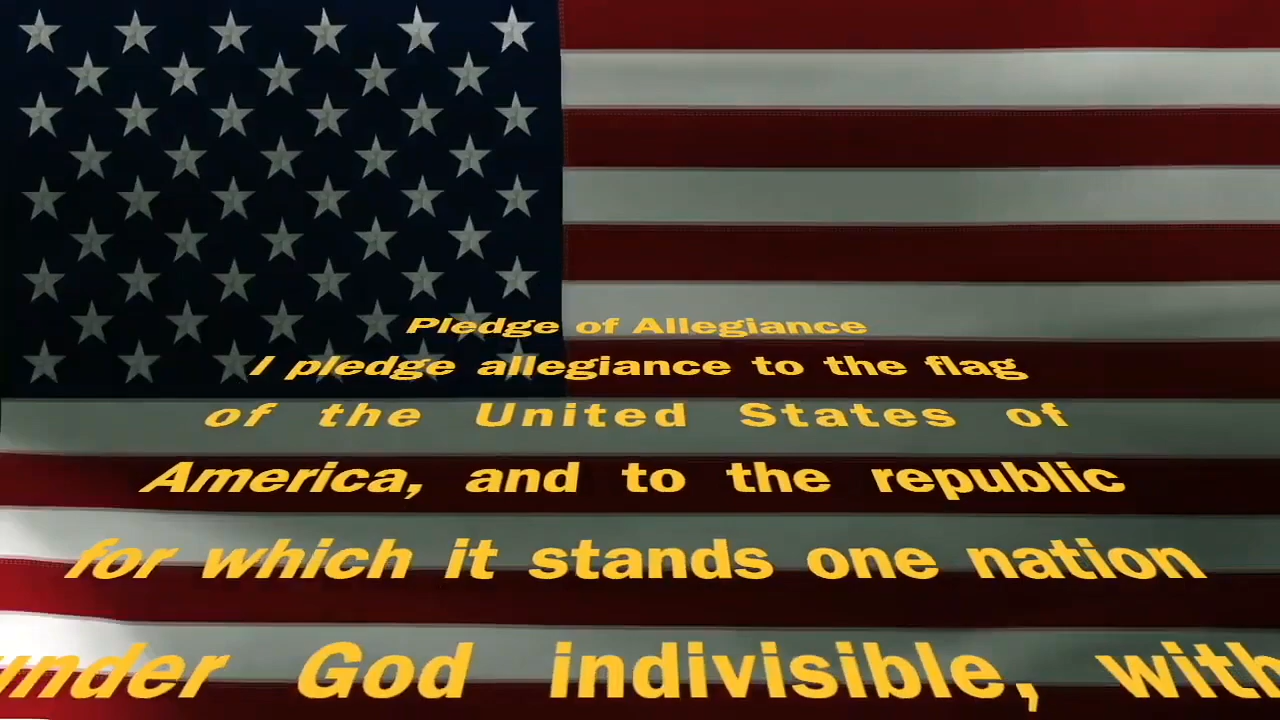 Pledge of Allegiance
I pledge allegiance to the flag
of the United States of
America, and to the republic
for which it stands one nation
under God indivisible, with